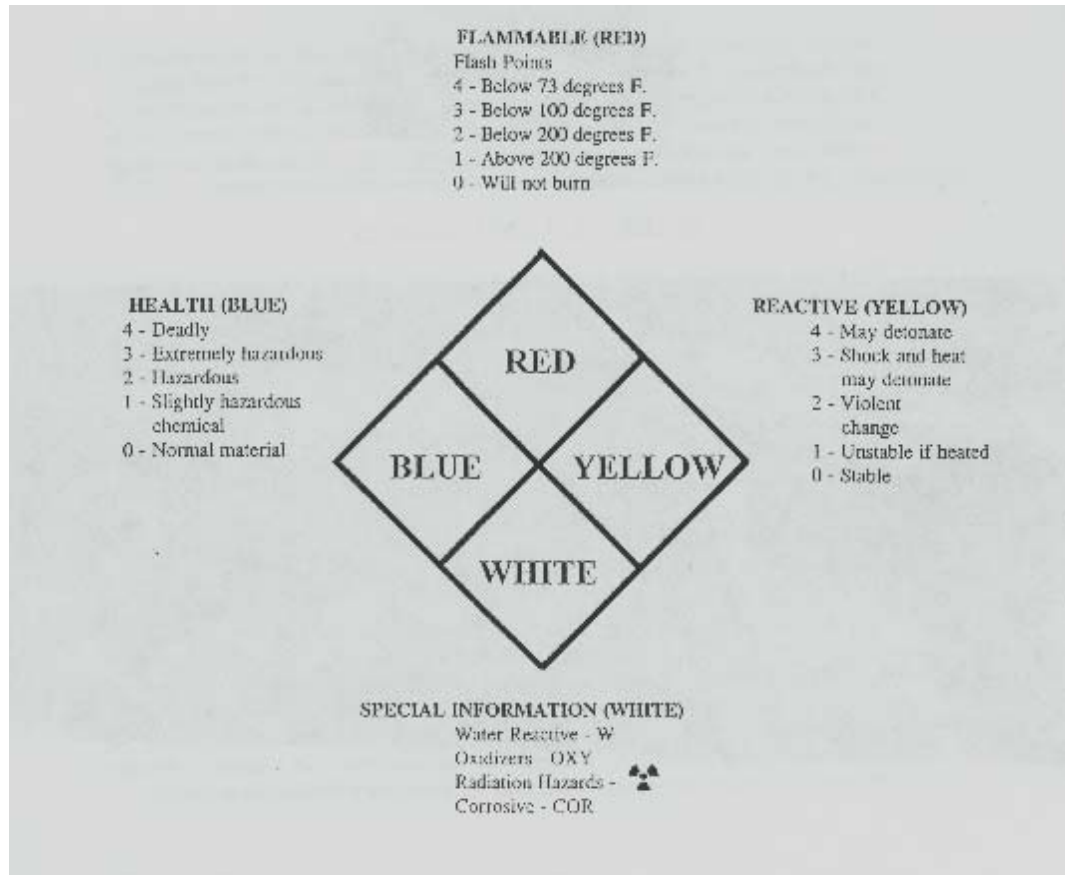 FLAMMABLE (RED)
Flash Points
4 - Below 73 degrees F.
3 - Below 100 degrees F.
2 - Below 200 degrees F.
1 - Above 200 degrees F.
0 - Will not burn
HEALTH (BLUE)
4 - Deadly
3 - Extremely hazardous
2 - Hazardous
1 - Slightly hazardous
chemical
0 - Normal material
REACTIVE (YELLOW)
4 - May detonate
3 - Shock and heat
may detonate
2 - Violent
change
1 - Unstable if heated
0 - Stable
RED
BLUE
YELLOW
WHITE
SPECIAL INFORMATION (WHITE)
Water Reactive - W
Oxidizers - OXY
Radiation Hazards -
Corrosive - COR